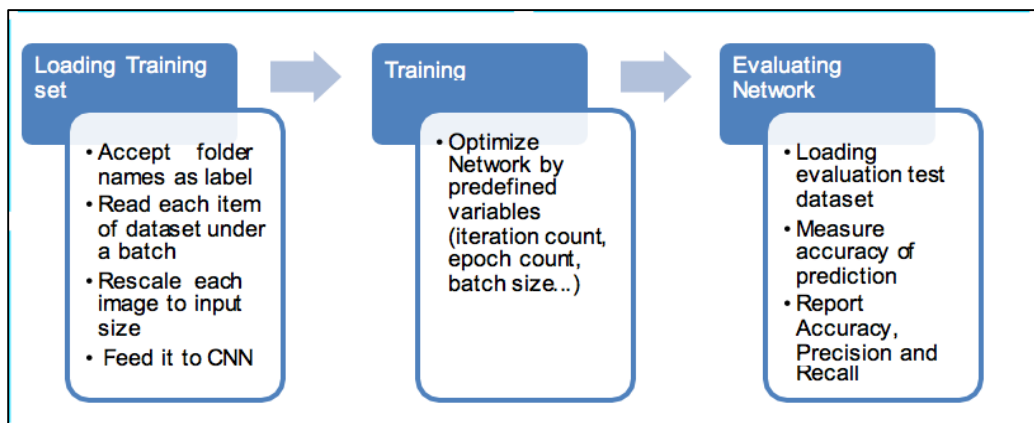 Loading Training
set
• Accept folder
names as label
• Read each item
of dataset under
a batch
• Rescale each
image to input
size
• Feed it to CNN
Training
• Optimize
Network by
predefined
variables
(iteration count,
epoch count,
batch size...)
Evaluating
Network
• Loading
evaluation test
dataset
• Measure
accuracy of
prediction
• Report
Accuracy,
Precision and
Recall